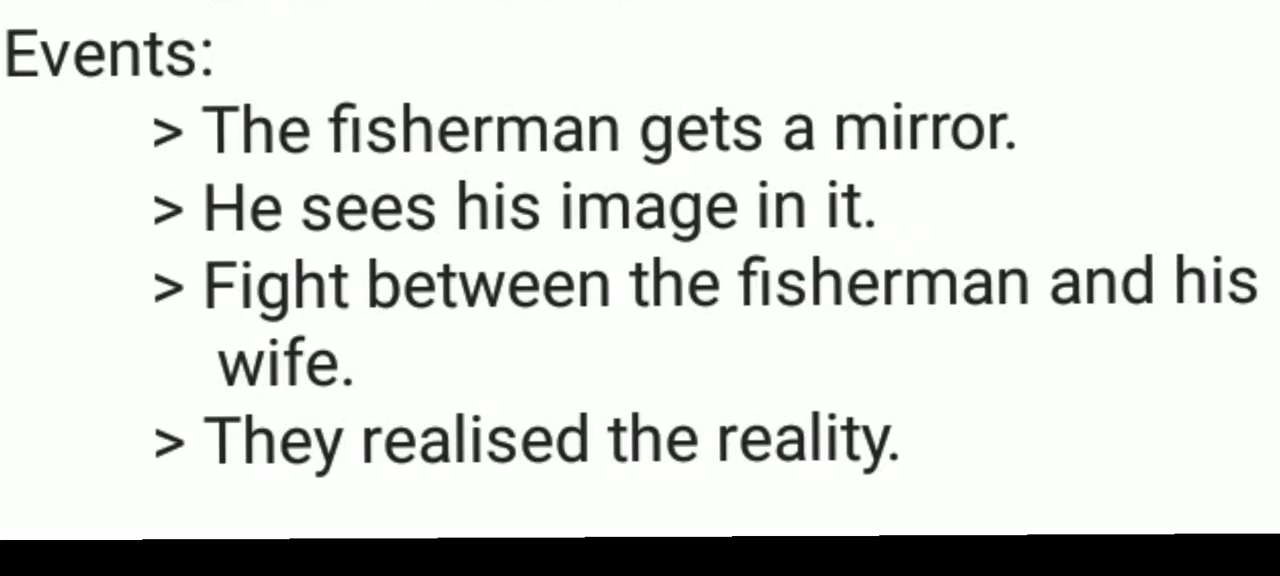 Events:
> The fisherman gets a mirror.
> He sees his image in it.
> Fight between the fisherman and his
wife.
> They realised the reality.